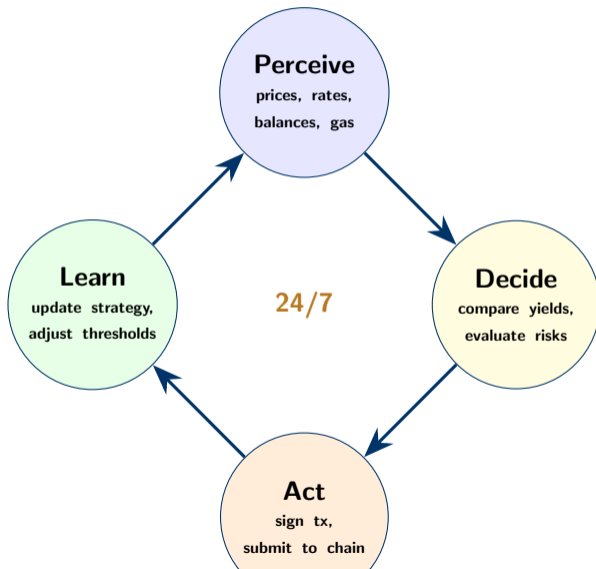 Perceive
prices, rates,
balances, gas
Learn
update strategy,
adjust thresholds
24/7
Decide
compare yields,
evaluate risks
Act
sign tx,
submit to chain